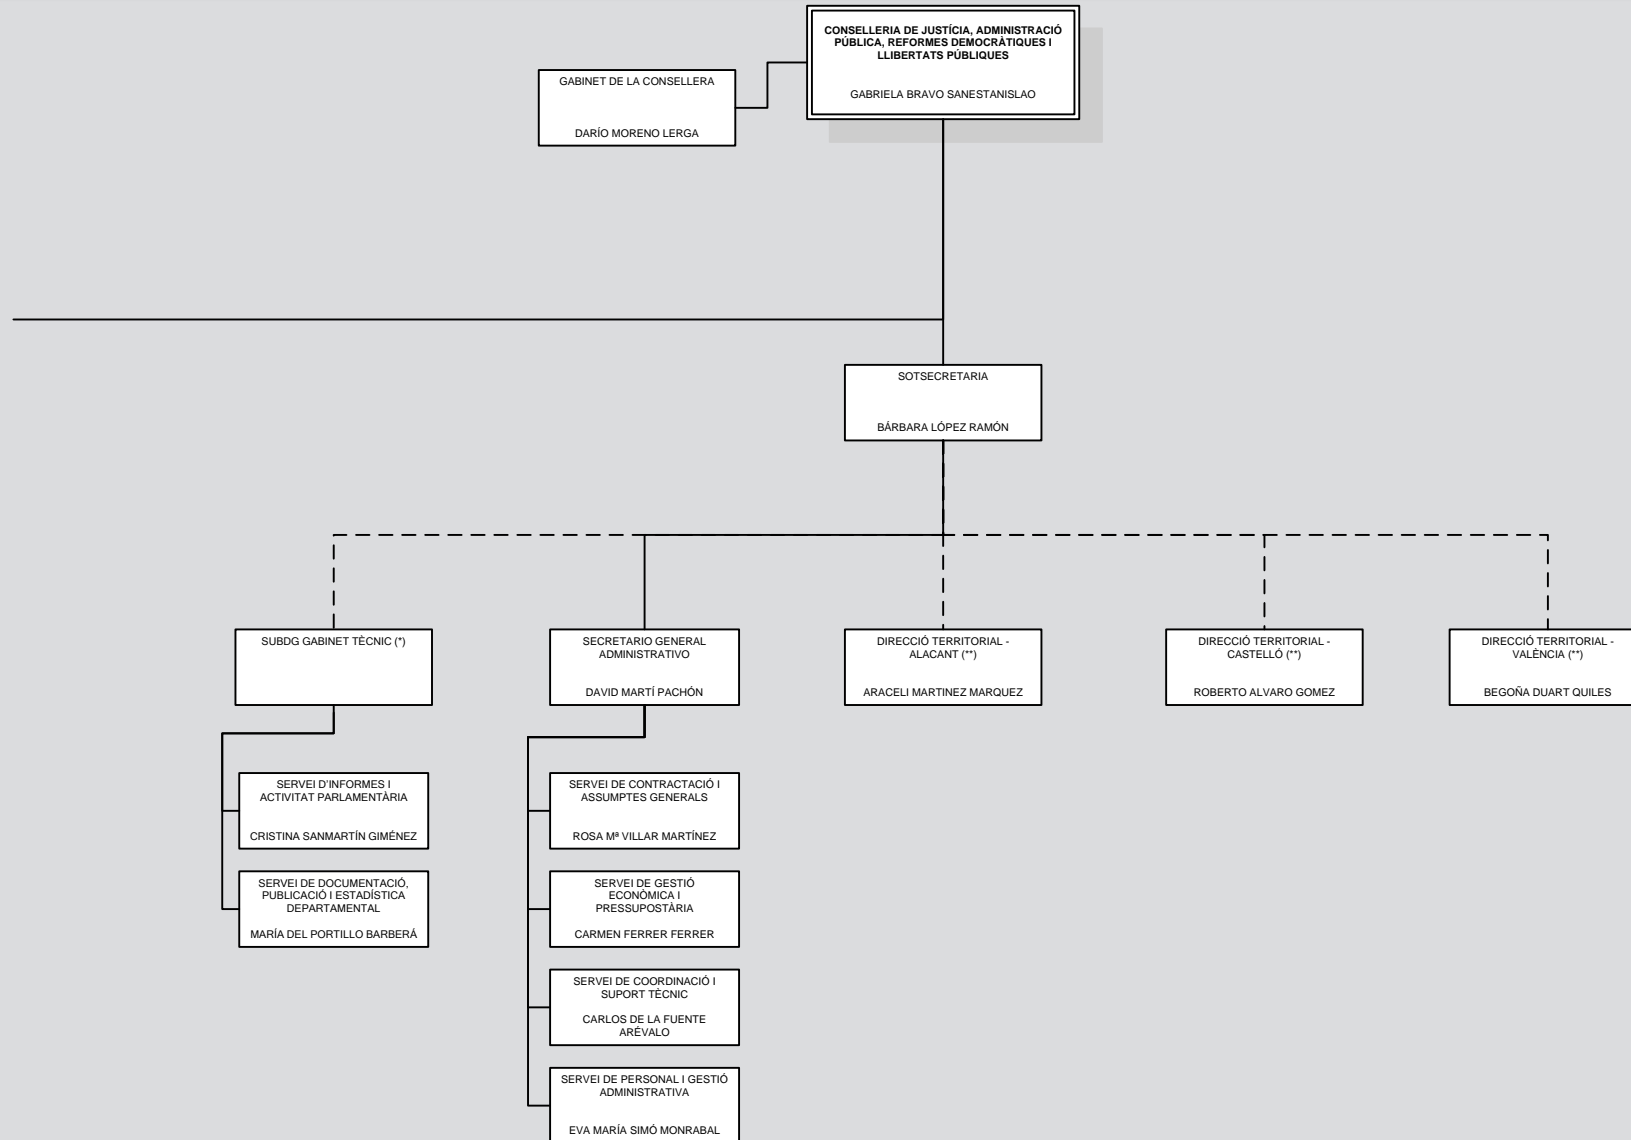 CONSELLERIA DE JUSTÍCIA, ADMINISTRACIÓ
PÚBLICA, REFORMES DEMOCRÀTIQUES I
LLIBERTATS PÚBLIQUES
GABRIELA BRAVO SANESTANISLAO
GABINET DE LA CONSELLERA
DARÍO MORENO LERGA
SOTSECRETARIA
BÁRBARA LÓPEZ RAMÓN
SUBDG GABINET TÈCNIC (*)
SECRETARIO GENERAL
ADMINISTRATIVO
DAVID MARTÍ PACHÓN
DIRECCIÓ TERRITORIAL -
ALACANT (**)
ARACELI MARTINEZ MARQUEZ
DIRECCIÓ TERRITORIAL -
CASTELLÓ (**)
ROBERTO ALVARO GOMEZ
DIRECCIÓ TERRITORIAL -
VALÈNCIA (**)
BEGOÑA DUART QUILES
SERVEI D'INFORMES I
ACTIVITAT PARLAMENTÀRIA
CRISTINA SANMARTÍN GIMÉNEZ
SERVEI DE DOCUMENTACIÓ,
PUBLICACIÓ I ESTADÍSTICA
DEPARTAMENTAL
MARÍA DEL PORTILLO BARBERÁ
SERVEI DE CONTRACTACIÓ I
ASSUMPTES GENERALS
ROSA Mª VILLAR MARTÍNEZ
SERVEI DE GESTIÓ
ECONÒMICA I
PRESSUPOSTÀRIA
CARMEN FERRER FERRER
SERVEI DE COORDINACIÓ I
SUPORT TÈCNIC
CARLOS DE LA FUENTE
ARÉVALO
SERVEI DE PERSONAL I GESTIÓ
ADMINISTRATIVA
EVA MARÍA SIMÓ MONRABAL